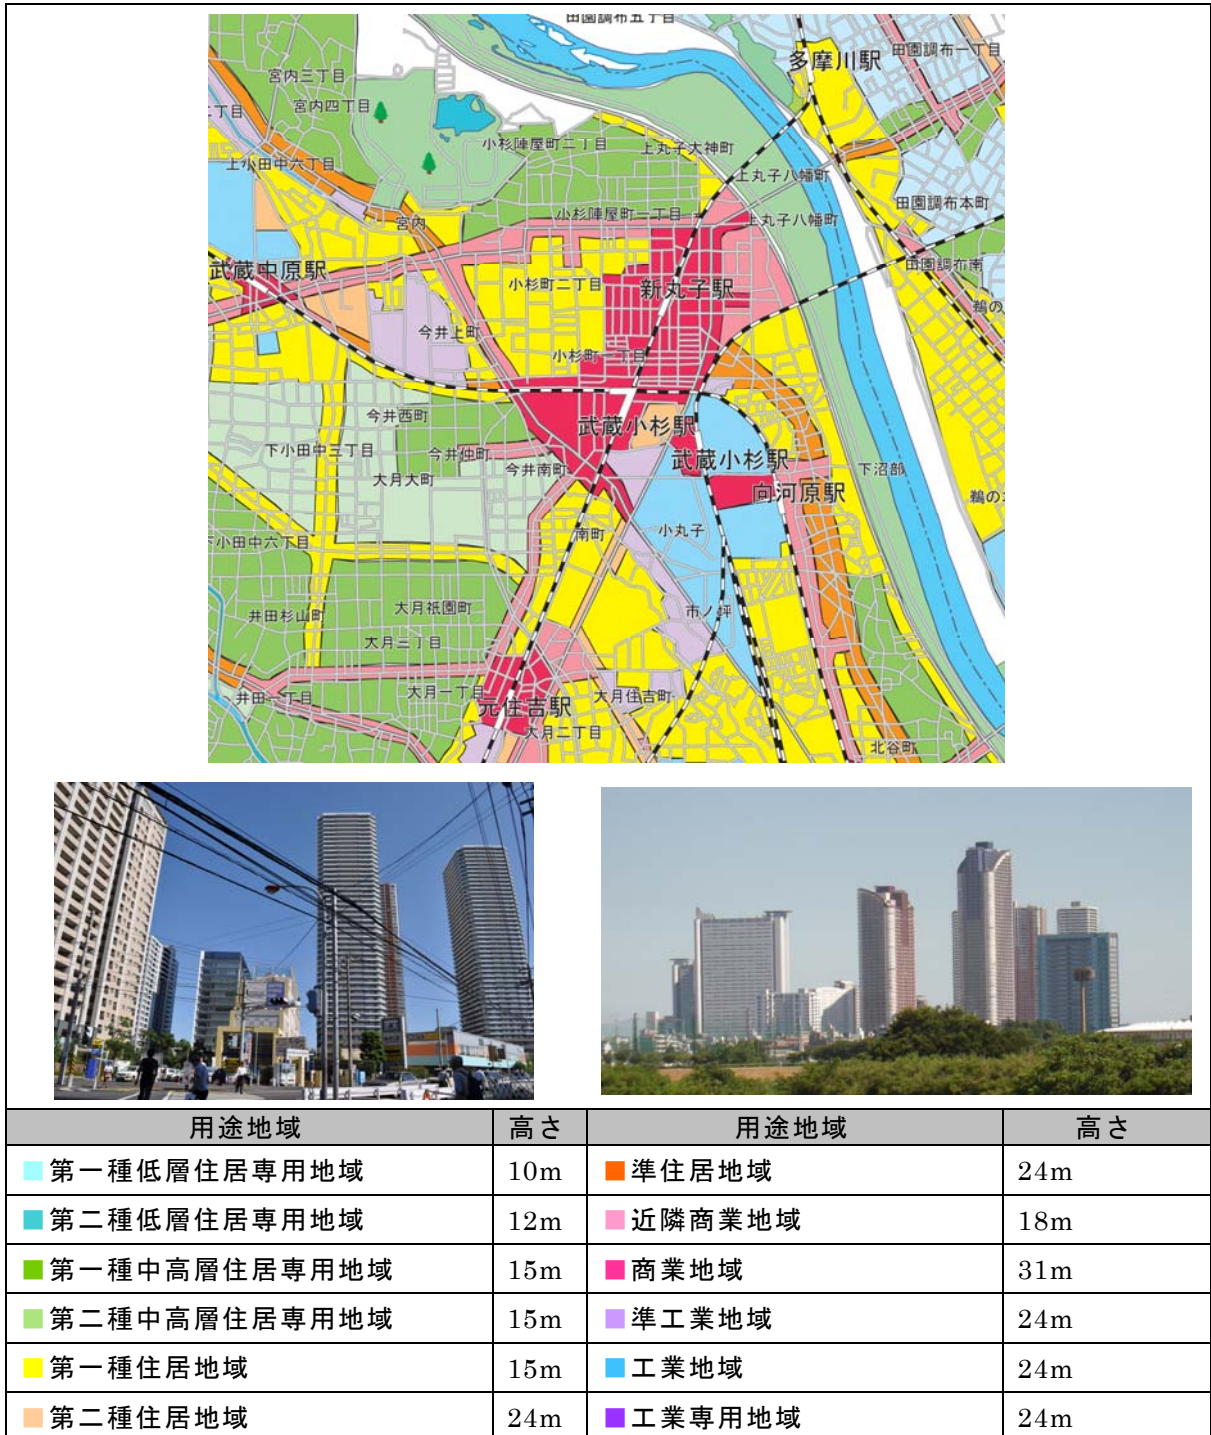 田園調布五丁目
多摩川駅
田園調布一丁目
宮内三丁目
宮内四丁目
丁目
小杉陣屋町二丁目
上丸子大神町
上小田中六丁目
上丸子八幡町
田園調布本町
宮内
小杉陣屋町一丁目
上丸子八幡町
武蔵中原駅
田園調布南
小杉町二丁目
新丸子駅
鵜の
今井上町
小杉町一丁目
今井西町
武蔵小杉駅
下小田中三丁目
今井仲町
今井南町
武蔵小杉駅
下沼部
大月大町
向河原駅
鵜の
南町
小丸子
下小田中六丁目
井田杉山町
大月祇園町
市ノ坪
大月三丁目
井田一丁目
大月一丁目
元住吉駅
大月住吉町
大月二丁目
北谷町
用途地域 高さ 用途地域 高さ
第一種低層住居専用地域 10m 準住居地域 24m
第二種低層住居専用地域 12m 近隣商業地域 18m
第一種中高層住居専用地域 15m 商業地域 31m
第二種中高層住居専用地域 15m 準工業地域 24m
第一種住居地域 15m 工業地域 24m
第二種住居地域 24m 工業専用地域 24m